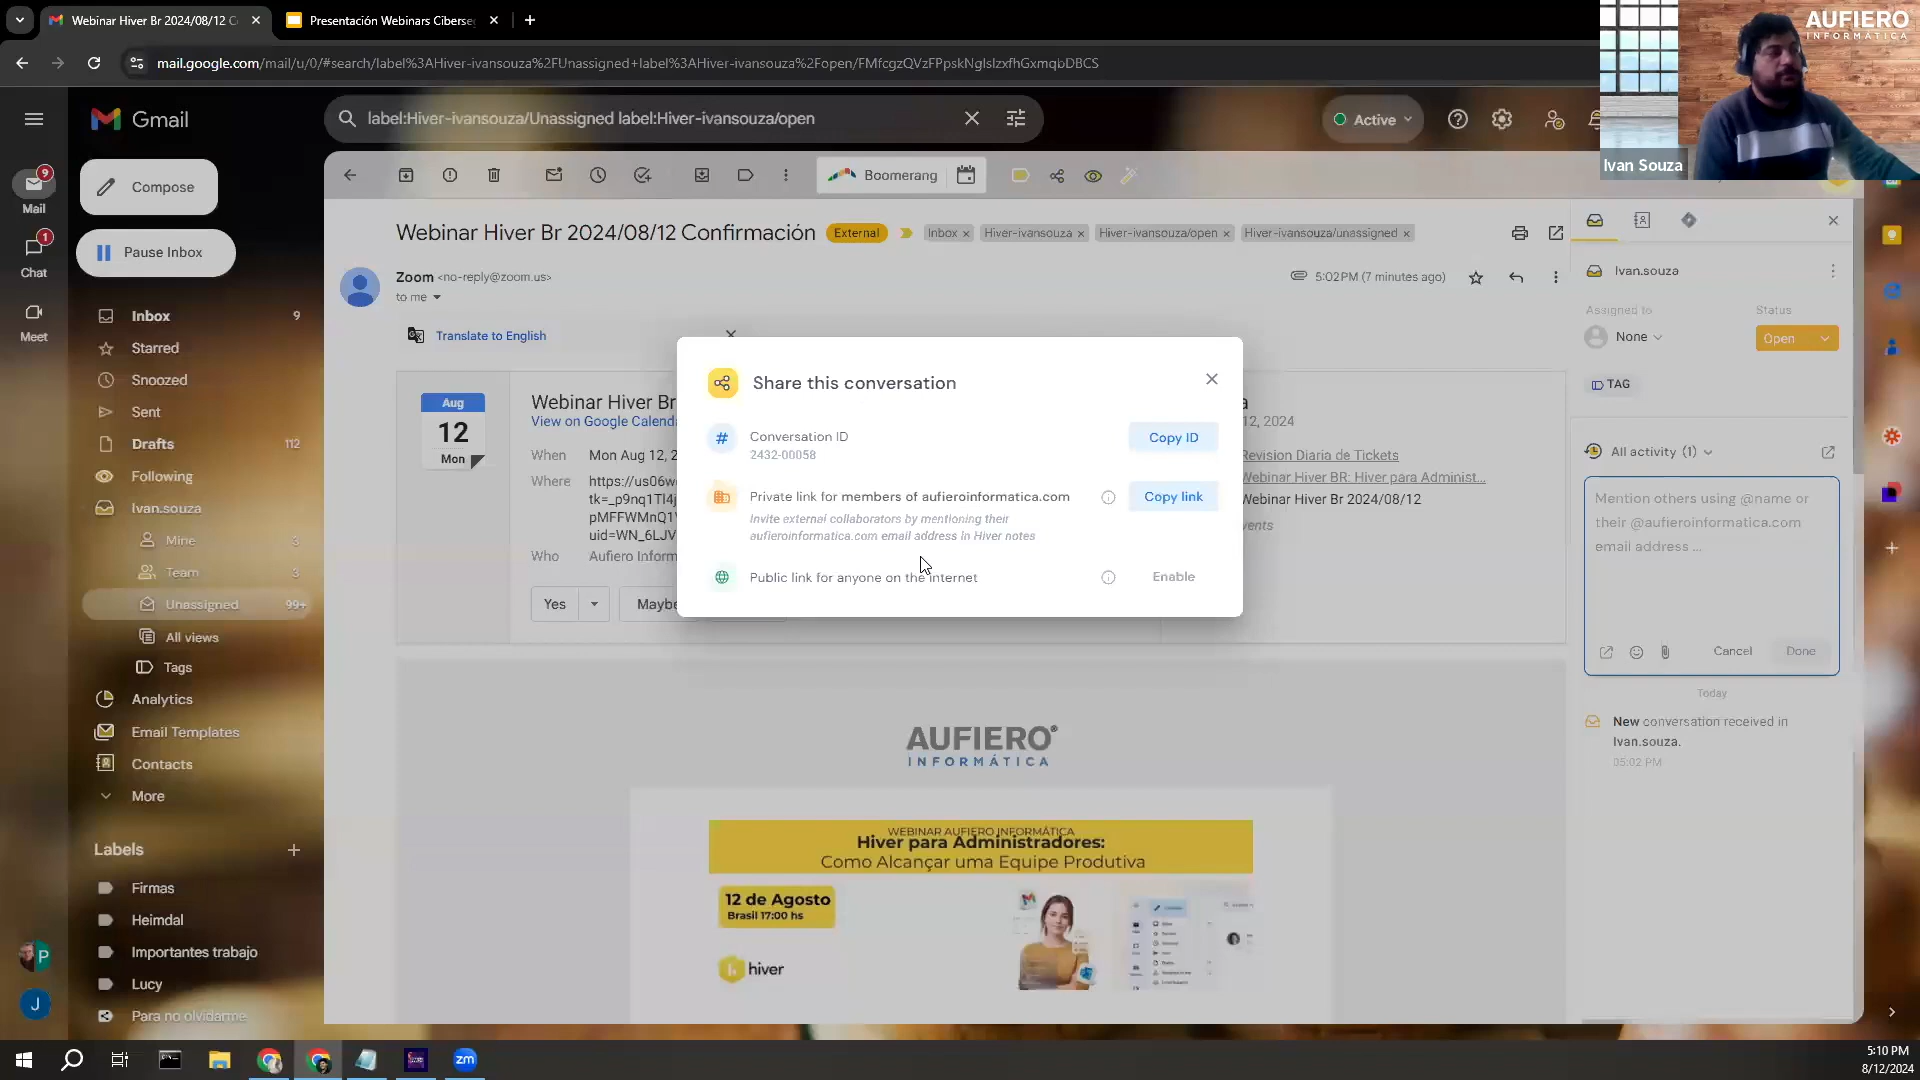 Webinar Hiver Br 2024/08/12 C
Presentación Webinars Ciberse
mail.google.com/mail/u/0/#search/label%3AHiver-ivansouza%2FUnassigned+label%3AHiver-ivansouza%2Fopen/FMfcgzQVzFPpskNglslzxfhGxmqbDBCS
AUFIERO
INFORMÁTICA
Ivan Souza
Gmail
label:Hiver-ivansouza/Unassigned label:Hiver-ivansouza/open
Active
9
Mail
1
Chat
Meet
Compose
Pause Inbox
Inbox 9
Starred
Snoozed
Sent
Drafts 112
Following
Ivan.souza
Mine 3
Team 3
Unassigned 99+
All views
Tags
Analytics
Email Templates
Contacts
More
Labels
Firmas
Heimdal
Importantes trabajo
Lucy
Para no olvidarme
P
J
Boomerang
Webinar Hiver Br 2024/08/12 Confirmación
External
Inbox x
Hiver-ivansouza x
Hiver-ivansouza/open x
Hiver-ivansouza/unassigned x
Zoom <no-reply@zoom.us>
to me
5:02 PM (7 minutes ago)
Translate to English
Aug
12
Mon
Webinar Hiver Br
View on Google Calenda
When Mon Aug 12, 2
Where https://us06w
tk=_p9nq1Tl4j
pMFFWMnQ1V
uid=WN_6LJV
Who Aufiero Inform
Yes
Maybe
a
12, 2024
Revision Diaria de Tickets
Webinar Hiver BR: Hiver para Administ...
Webinar Hiver Br 2024/08/12
events
Share this conversation
Conversation ID
2432-00058
Copy ID
Private link for members of aufieroinformatica.com
Invite external collaborators by mentioning their
aufieroinformatica.com email address in Hiver notes
Copy link
Public link for anyone on the internet
Enable
AUFIERO®
INFORMÁTICA
WEBINAR AUFIERO INFORMÁTICA
Hiver para Administradores:
Como Alcançar uma Equipe Produtiva
12 de Agosto
Brasil 17:00 hs
hiver
Ivan.souza
Assigned to
None
Status
Open
TAG
All activity (1)
Mention others using @name or
their @aufieroinformatica.com
email address ...
Cancel
Done
Today
New conversation received in
Ivan.souza.
05:02 PM
zm
5:10 PM
8/12/2024